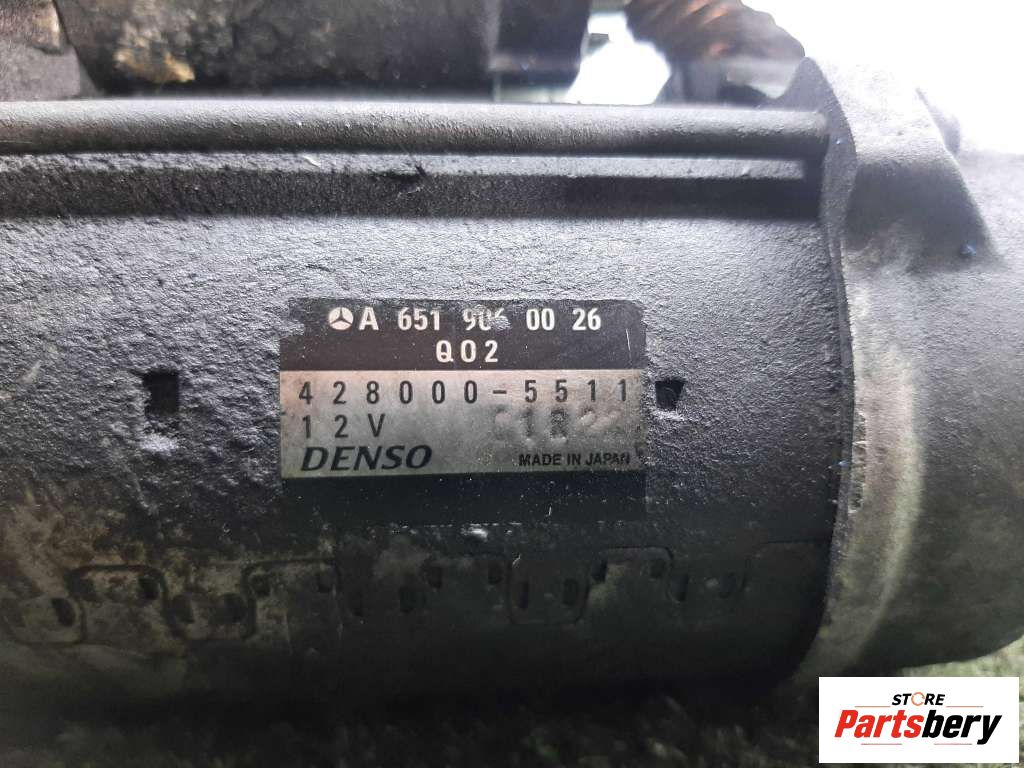 A 651 906 00 26
Q02
428000-5511
12V
DENSO MADE IN JAPAN
STORE
Partsbery